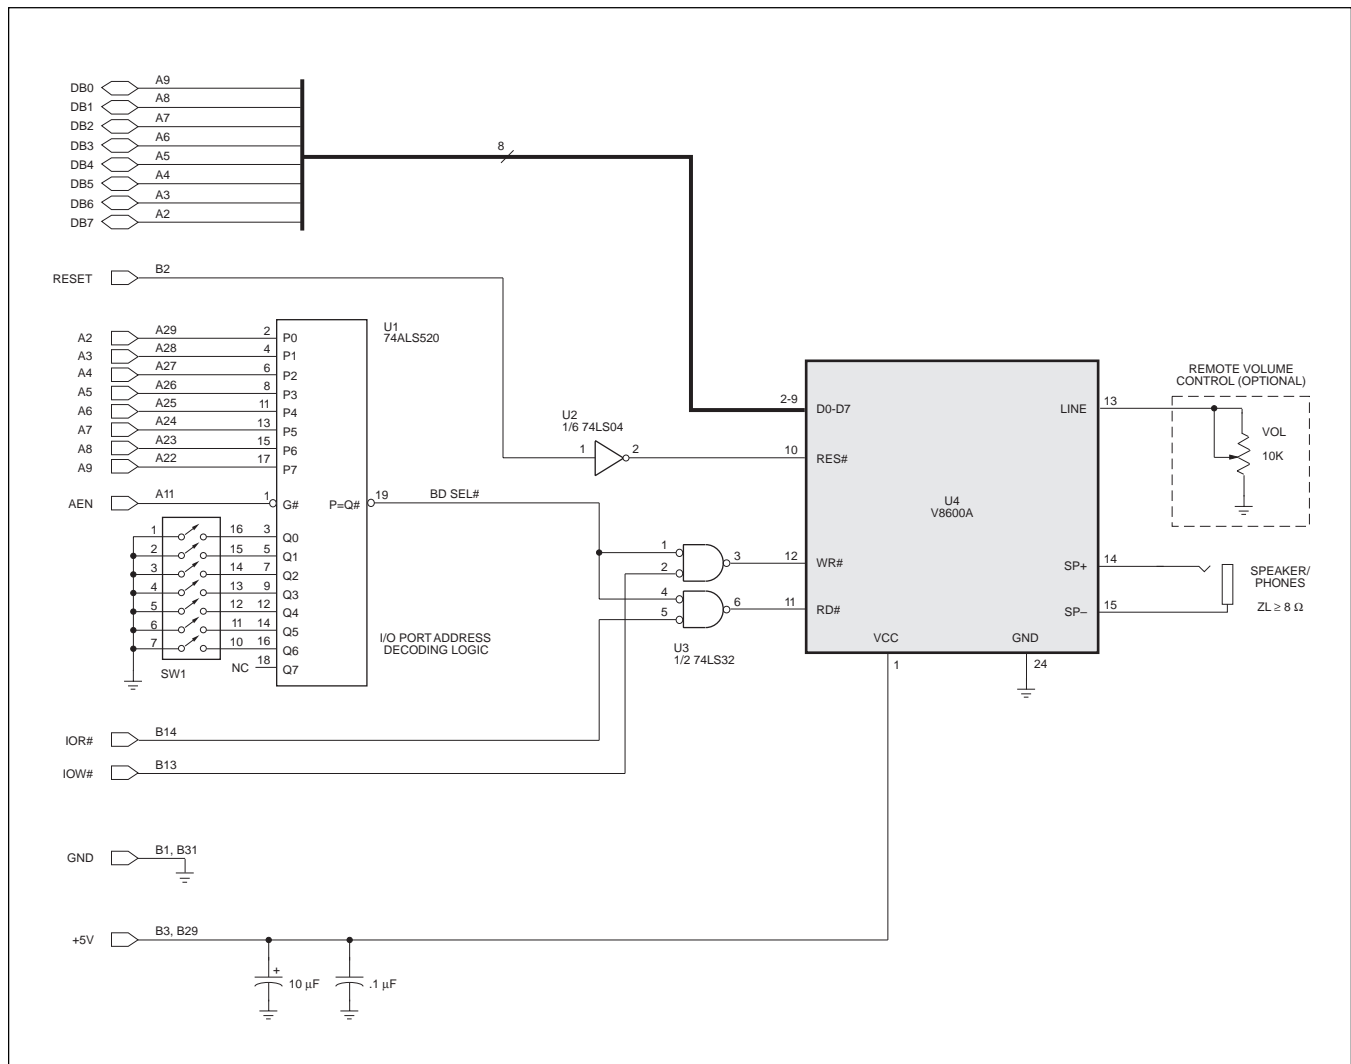 DB0 A9
DB1 A8
DB2 A7
DB3 A6
DB4 A5
DB5 A4
DB6 A3
DB7 A2
8
RESET B2
U1
74ALS520
A2 A29 2 P0
A3 A28 4 P1
A4 A27 6 P2
A5 A26 8 P3
A6 A25 11 P4
A7 A24 13 P5
A8 A23 15 P6
A9 A22 17 P7
AEN A11 1 G# P=Q# 19 BD SEL#
1 16 3 Q0
2 15 5 Q1
3 14 7 Q2
4 13 9 Q3
5 12 12 Q4
6 11 14 Q5
7 10 16 Q6
SW1 NC 18 Q7
I/O PORT ADDRESS
DECODING LOGIC
U2
1/6 74LS04
1 2
1
2 3
4
5 6
U3
1/2 74LS32
2-9 D0-D7
10 RES#
12 WR#
11 RD#
U4
V8600A
LINE 13
SP+ 14
SP– 15
VCC GND
1 24
REMOTE VOLUME
CONTROL (OPTIONAL)
VOL
10K
SPEAKER/
PHONES
ZL ≥ 8 Ω
IOR# B14
IOW# B13
GND B1, B31
+5V B3, B29
+
10 µF .1 µF